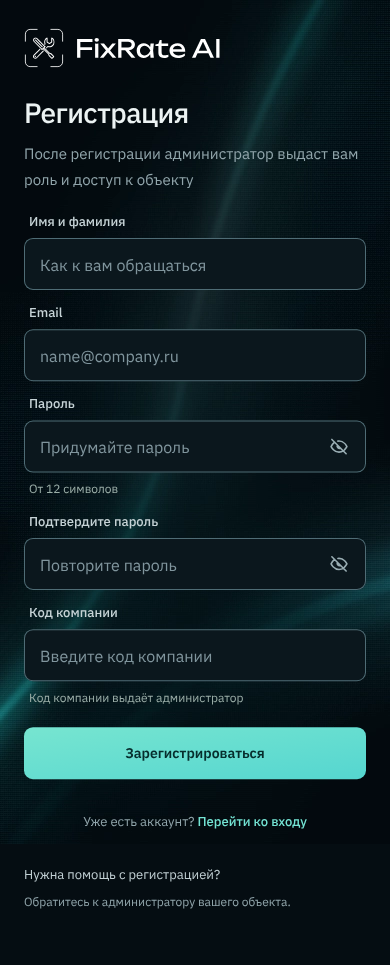 FixRate AI
Регистрация
После регистрации администратор выдаст вам
роль и доступ к объекту
Имя и фамилия
Как к вам обращаться
Email
name@company.ru
Пароль
Придумайте пароль
От 12 символов
Подтвердите пароль
Повторите пароль
Код компании
Введите код компании
Код компании выдаёт администратор
Зарегистрироваться
Уже есть аккаунт? Перейти ко входу
Нужна помощь с регистрацией?
Обратитесь к администратору вашего объекта.